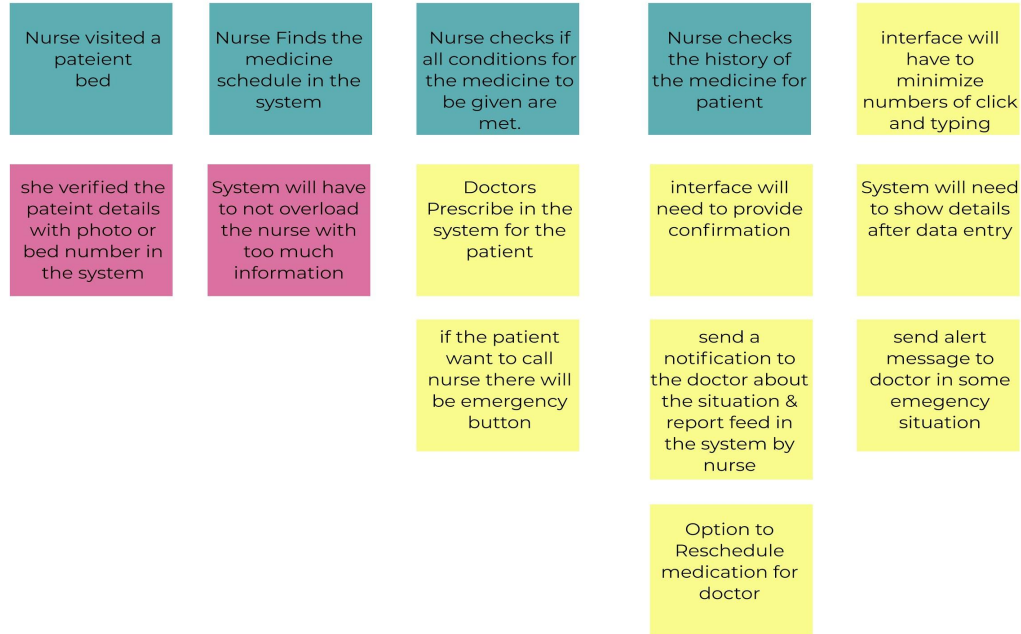 Nurse visited a
pateient
bed
Nurse Finds the
medicine
schedule in the
system
Nurse checks if
all conditions for
the medicine to
be given are
met.
Nurse checks
the history of
the medicine for
patient
interface will
have to
minimize
numbers of click
and typing
she verified the
pateint details
with photo or
bed number in
the system
System will have
to not overload
the nurse with
too much
information
Doctors
Prescribe in the
system for the
patient
interface will
need to provide
confirmation
System will need
to show details
after data entry
if the patient
want to call
nurse there will
be emergency
button
send a
notification to
the doctor about
the situation &
report feed in
the system by
nurse
send alert
message to
doctor in some
emegency
situation
Option to
Reschedule
medication for
doctor